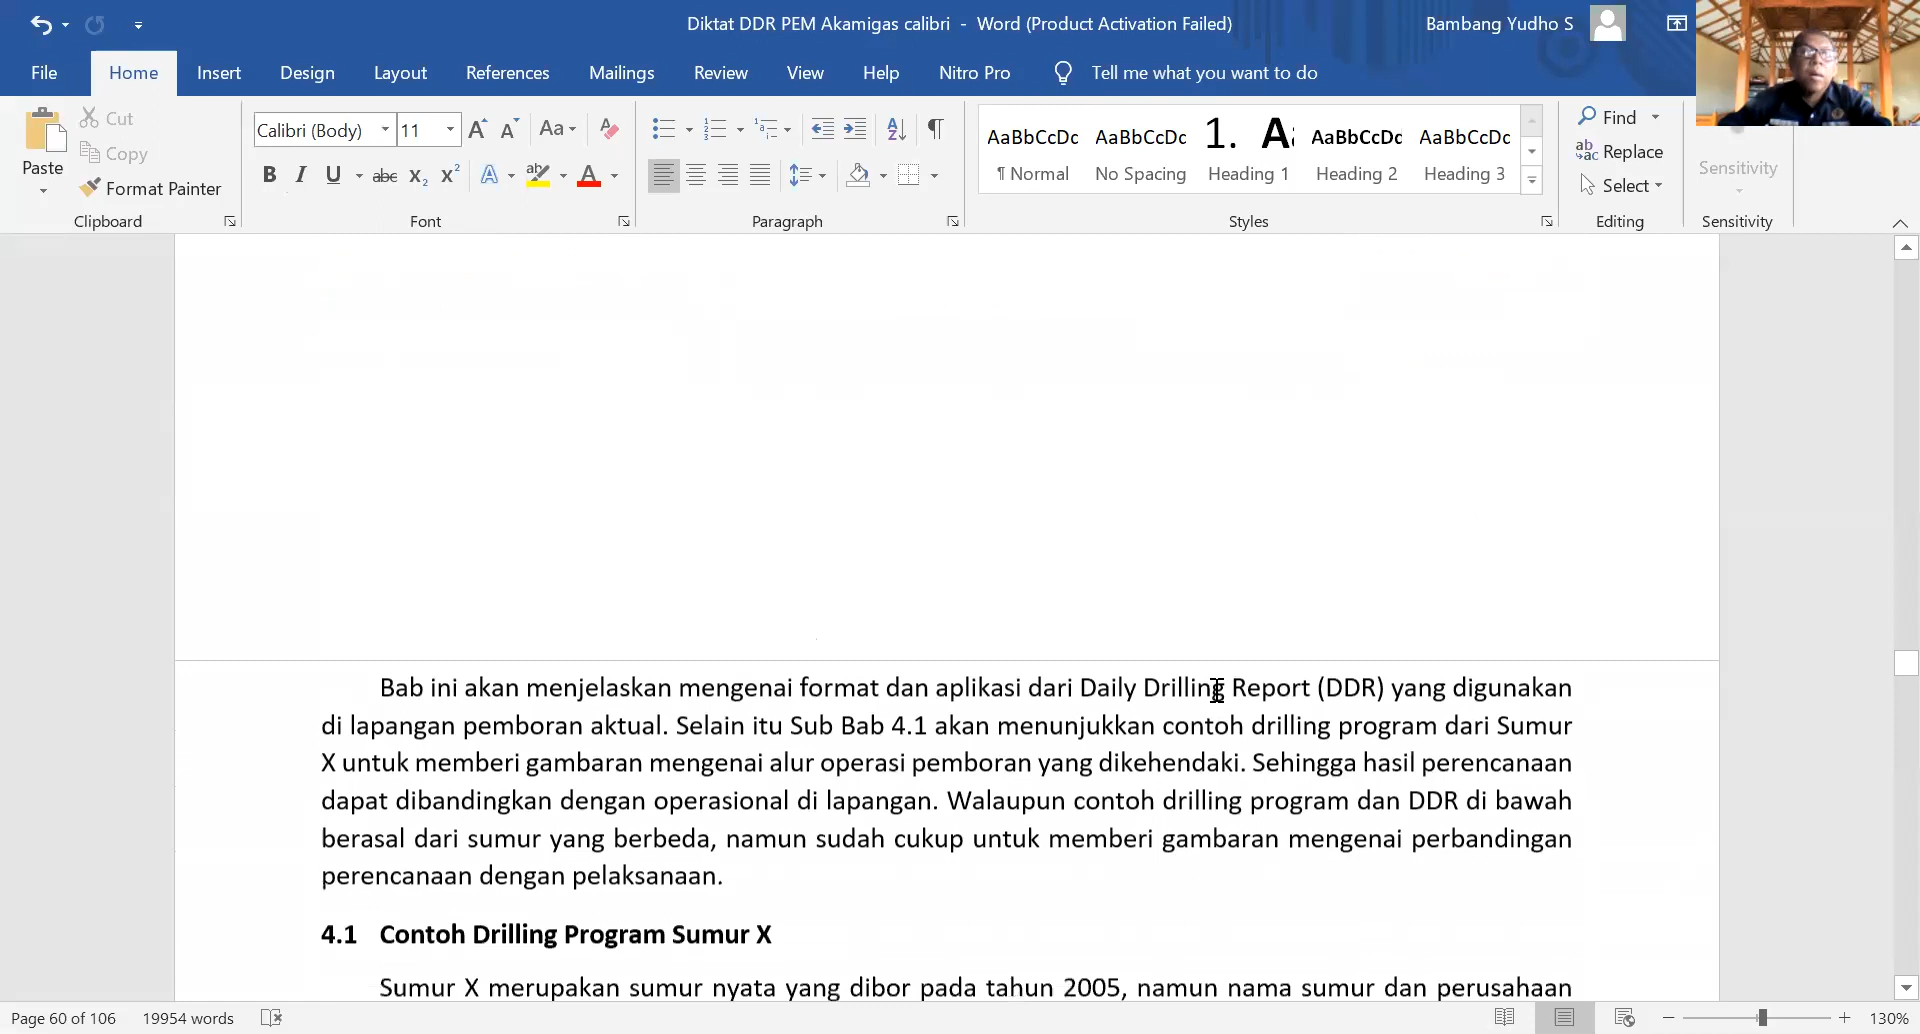 Diktat DDR PEM Akamigas calibri - Word (Product Activation Failed)
Bambang Yudho S
File Home Insert Design Layout References Mailings Review View Help Nitro Pro Tell me what you want to do
Paste
Cut
Copy
Format Painter
Clipboard
Calibri (Body) 11
Font
Paragraph
AaBbCcDc AaBbCcDc 1. A AaBbCcDc AaBbCcDc
¶ Normal No Spacing Heading 1 Heading 2 Heading 3
Styles
Find
Replace
Select
Editing
Sensitivity
Sensitivity
Bab ini akan menjelaskan mengenai format dan aplikasi dari Daily Drilling Report (DDR) yang digunakan
di lapangan pemboran aktual. Selain itu Sub Bab 4.1 akan menunjukkan contoh drilling program dari Sumur
X untuk memberi gambaran mengenai alur operasi pemboran yang dikehendaki. Sehingga hasil perencanaan
dapat dibandingkan dengan operasional di lapangan. Walaupun contoh drilling program dan DDR di bawah
berasal dari sumur yang berbeda, namun sudah cukup untuk memberi gambaran mengenai perbandingan
perencanaan dengan pelaksanaan.
4.1 Contoh Drilling Program Sumur X
Sumur X merupakan sumur nyata yang dibor pada tahun 2005, namun nama sumur dan perusahaan
Page 60 of 106 19954 words
130%